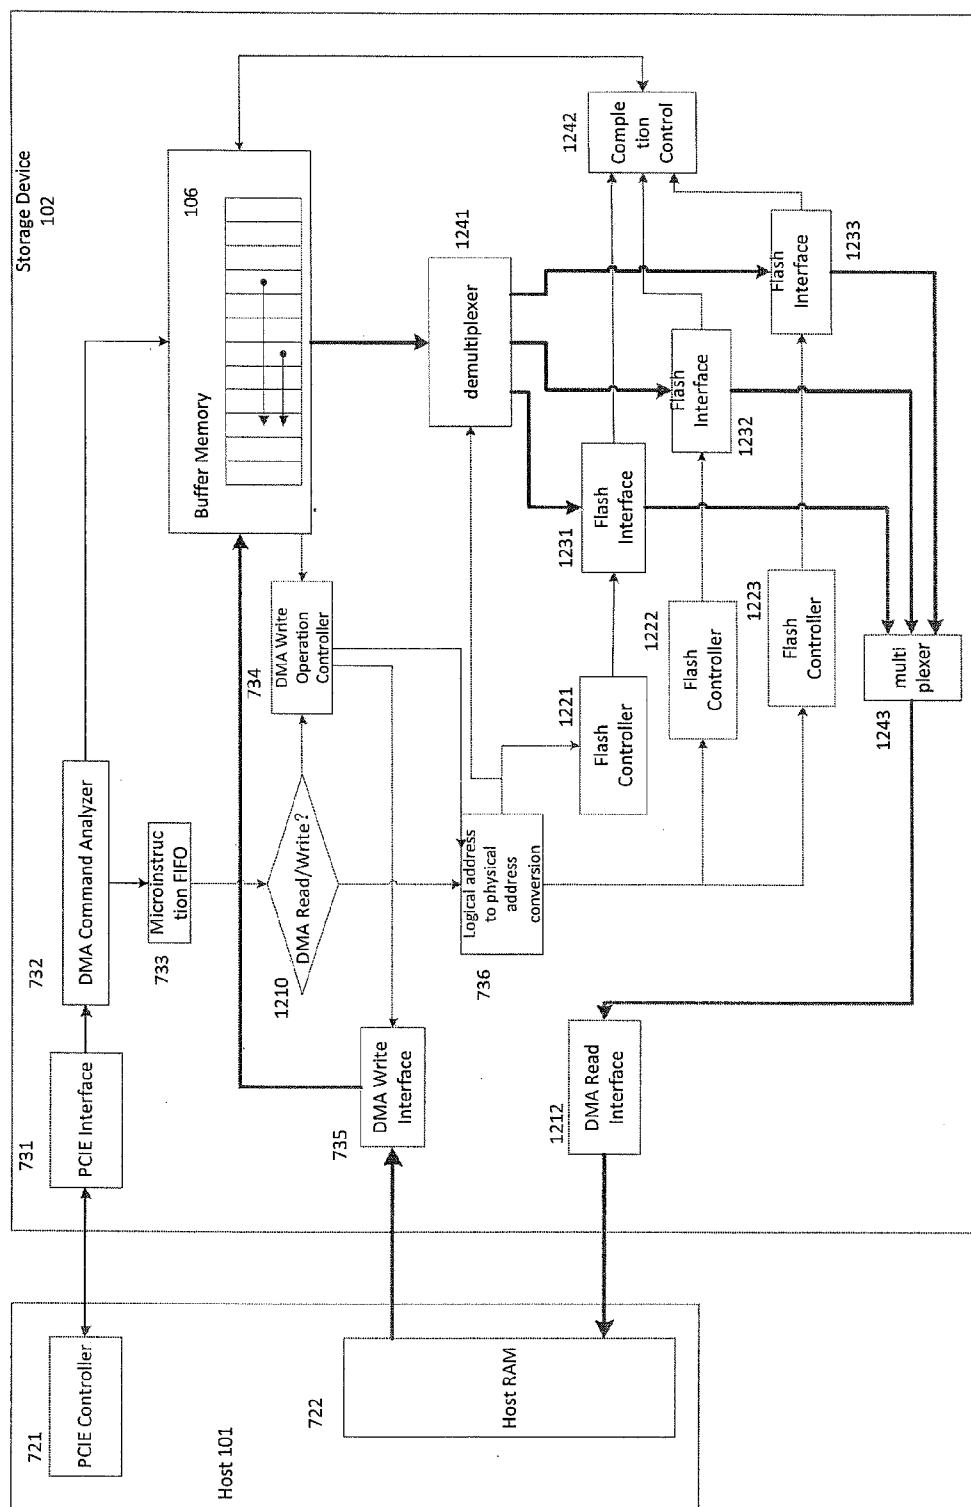 Storage Device
102
Host 101
721
PCIE Controller
722
Host RAM
731
PCIE Interface
732
DMA Command Analyzer
733
Microinstruc
tion FIFO
1210
DMA Read/Write?
734
DMA Write
Operation
Controller
735
DMA Write
Interface
Buffer Memory
106
736
Logical address
to physical
address
conversion
1212
DMA Read
Interface
1241
demultiplexer
1242
Comple
tion
Control
1221
Flash
Controller
1222
Flash
Controller
1223
Flash
Controller
1231
Flash
Interface
Flash
Interface
1232
Flash
Interface
1233
multi
plexer
1243